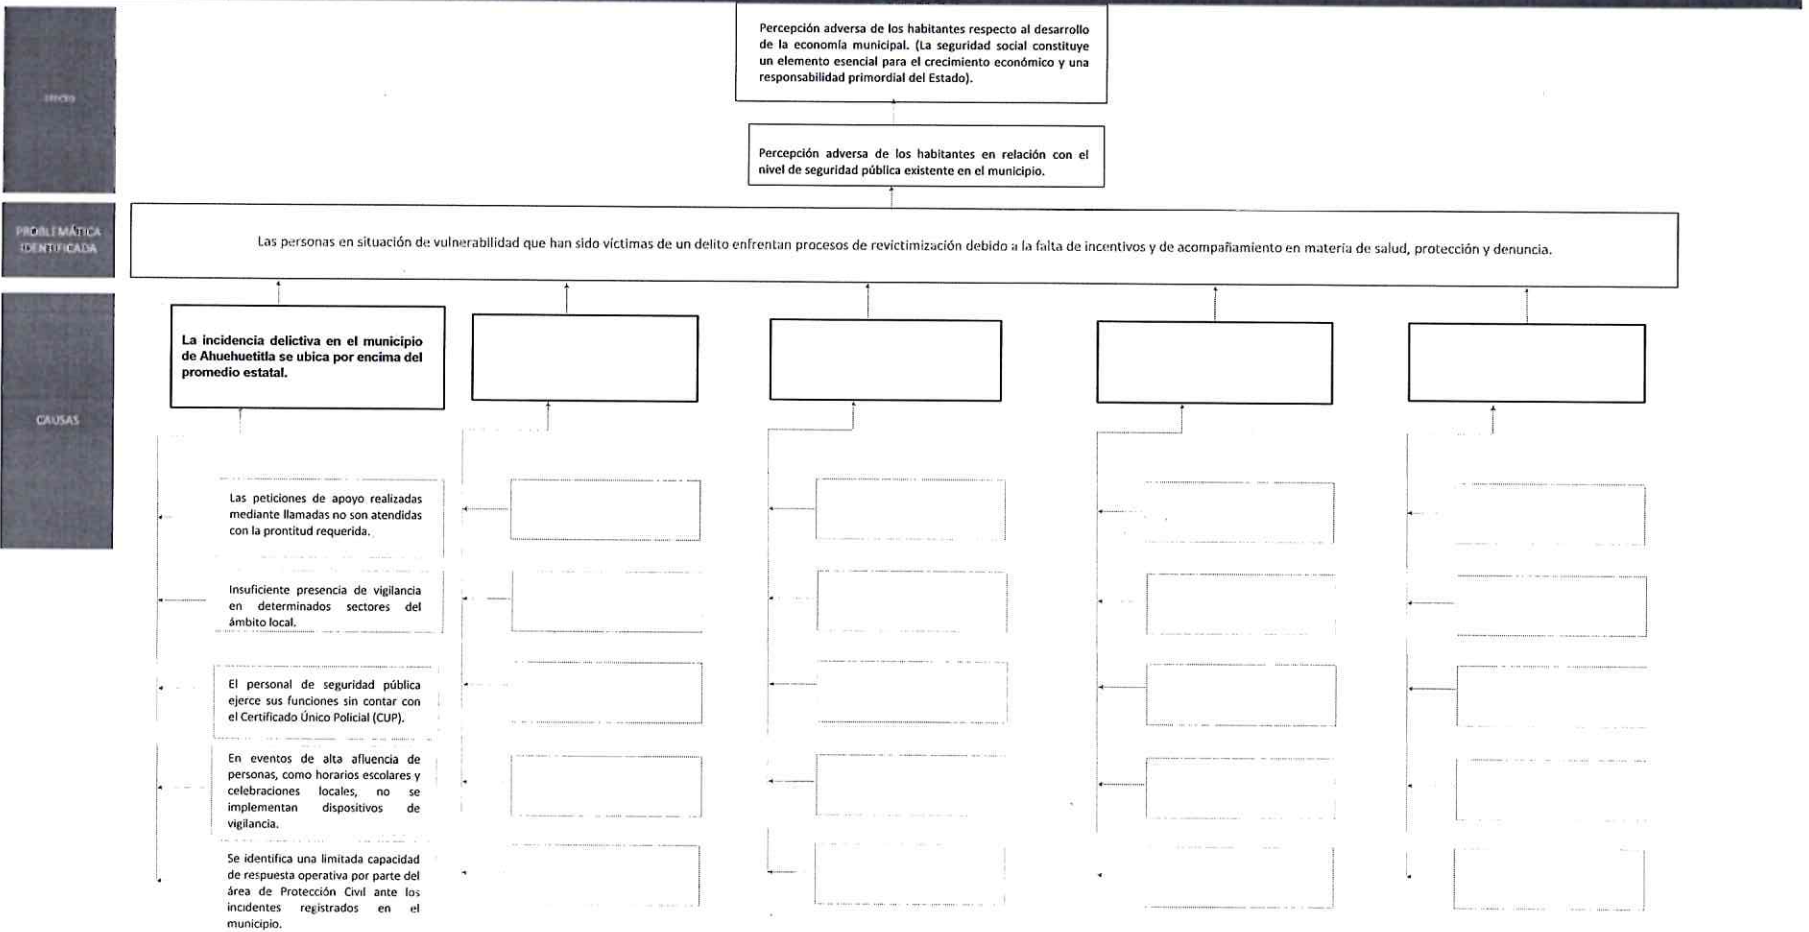 Percepción adversa de los habitantes respecto al desarrollo
de la economía municipal. (La seguridad social constituye
un elemento esencial para el crecimiento económico y una
responsabilidad primordial del Estado).
EFECTO
Percepción adversa de los habitantes en relación con el
nivel de seguridad pública existente en el municipio.
PROBLEMÁTICA
IDENTIFICADA
Las personas en situación de vulnerabilidad que han sido víctimas de un delito enfrentan procesos de revictimización debido a la falta de incentivos y de acompañamiento en materia de salud, protección y denuncia.
CAUSAS
La incidencia delictiva en el municipio
de Ahuehuetitla se ubica por encima del
promedio estatal.
Las peticiones de apoyo realizadas
mediante llamadas no son atendidas
con la prontitud requerida.
Insuficiente presencia de vigilancia
en determinados sectores del
ámbito local.
El personal de seguridad pública
ejerce sus funciones sin contar con
el Certificado Único Policial (CUP).
En eventos de alta afluencia de
personas, como horarios escolares y
celebraciones locales, no se
implementan dispositivos de
vigilancia.
Se identifica una limitada capacidad
de respuesta operativa por parte del
área de Protección Civil ante los
incidentes registrados en el
municipio.